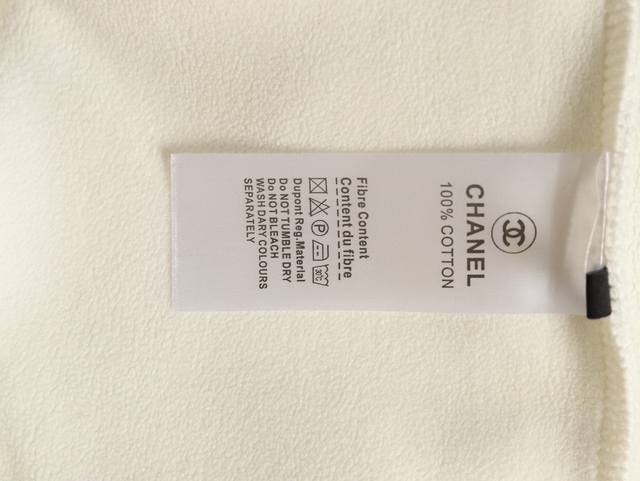 CHANEL
100% COTTON
Fibre Content
Content du fibre
30°C
Dupont Reg.Material
Do NOT TUMBLE DRY
Do NOT BLEACH
WASH DARY COLOURS
SEPARATELY